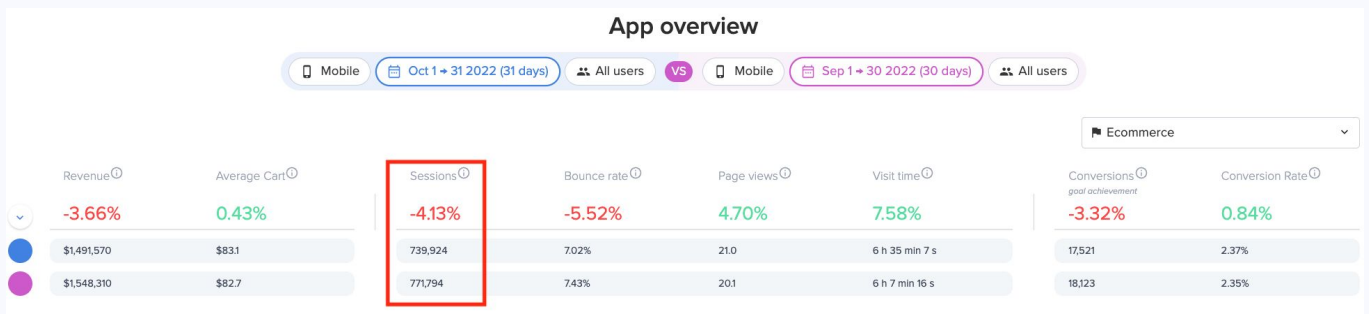 App overview
Mobile Oct 1 → 31 2022 (31 days) All users VS Mobile Sep 1 → 30 2022 (30 days) All users
Ecommerce
Revenue Average Cart Sessions Bounce rate Page views Visit time Conversions Conversion Rate
goal achievement
-3.66% 0.43% -4.13% -5.52% 4.70% 7.58% -3.32% 0.84%
$1,491,570 $83.1 739,924 7.02% 21.0 6 h 35 min 7 s 17,521 2.37%
$1,548,310 $82.7 771,794 7.43% 20.1 6 h 7 min 16 s 18,123 2.35%